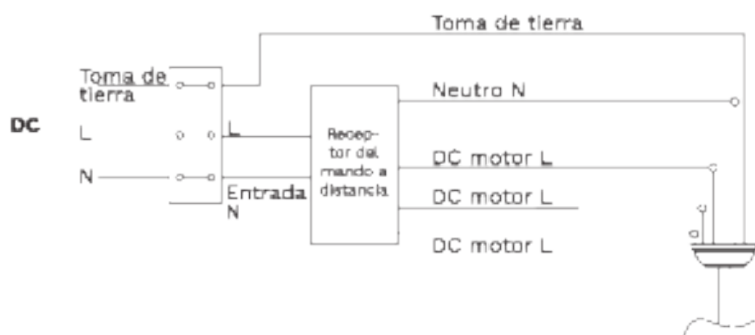 Toma de tierra
Toma de
tierra
DC
L
N
L
Entrada
N
Recep-
tor del
mando a
distancia
Neutro N
DC motor L
DC motor L
DC motor L